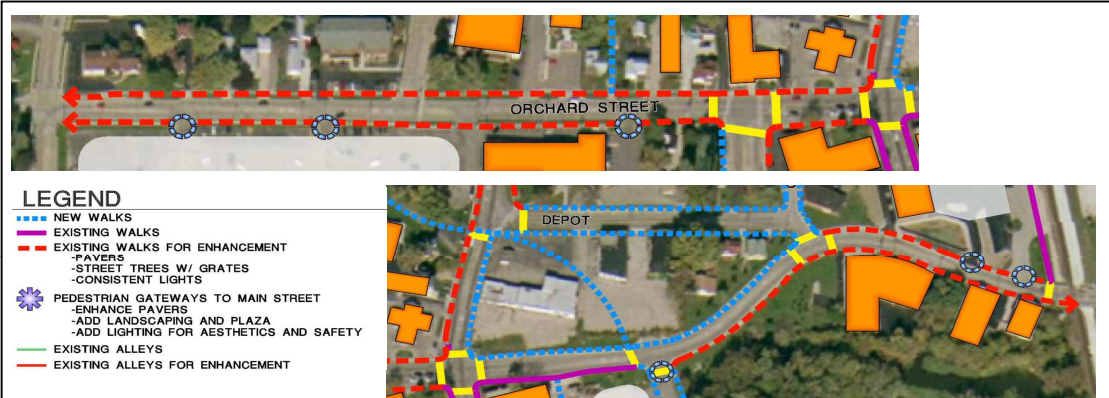 ORCHARD STREET
LEGEND
NEW WALKS
EXISTING WALKS
EXISTING WALKS FOR ENHANCEMENT
-PAVERS
-STREET TREES W/ GRATES
-CONSISTENT LIGHTS
PEDESTRIAN GATEWAYS TO MAIN STREET
-ENHANCE PAVERS
-ADD LANDSCAPING AND PLAZA
-ADD LIGHTING FOR AESTHETICS AND SAFETY
EXISTING ALLEYS
EXISTING ALLEYS FOR ENHANCEMENT
DEPOT